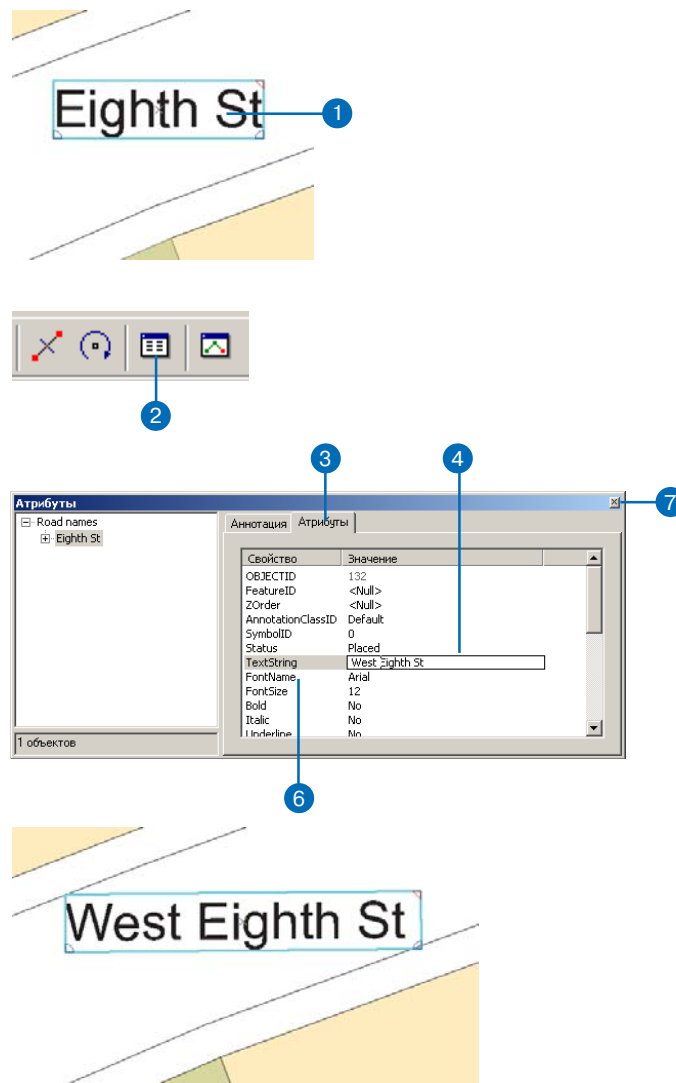 Eighth St
1
2
3
4
Атрибуты
7
Road names
Eighth St
Аннотация Атрибуты
Свойство Значение
OBJECTID 132
FeatureID <Null>
ZOrder <Null>
AnnotationClassID Default
SymbolID 0
Status Placed
TextString West Eighth St
FontName Arial
FontSize 12
Bold No
Italic No
Underline No
1 объектов
6
West Eighth St